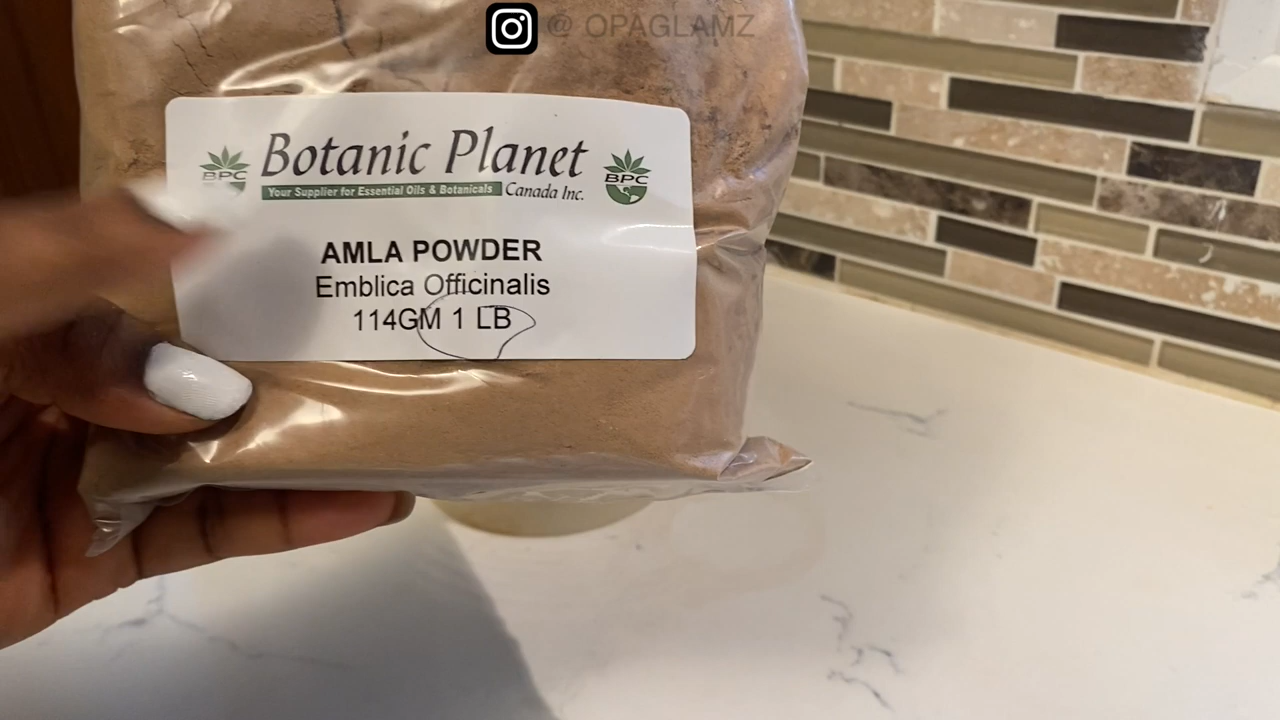 @ OPAGLAMZ
BPC
Botanic Planet
BPC
Your Supplier for Essential Oils & Botanicals Canada Inc.
AMLA POWDER
Emblica Officinalis
114GM 1 LB